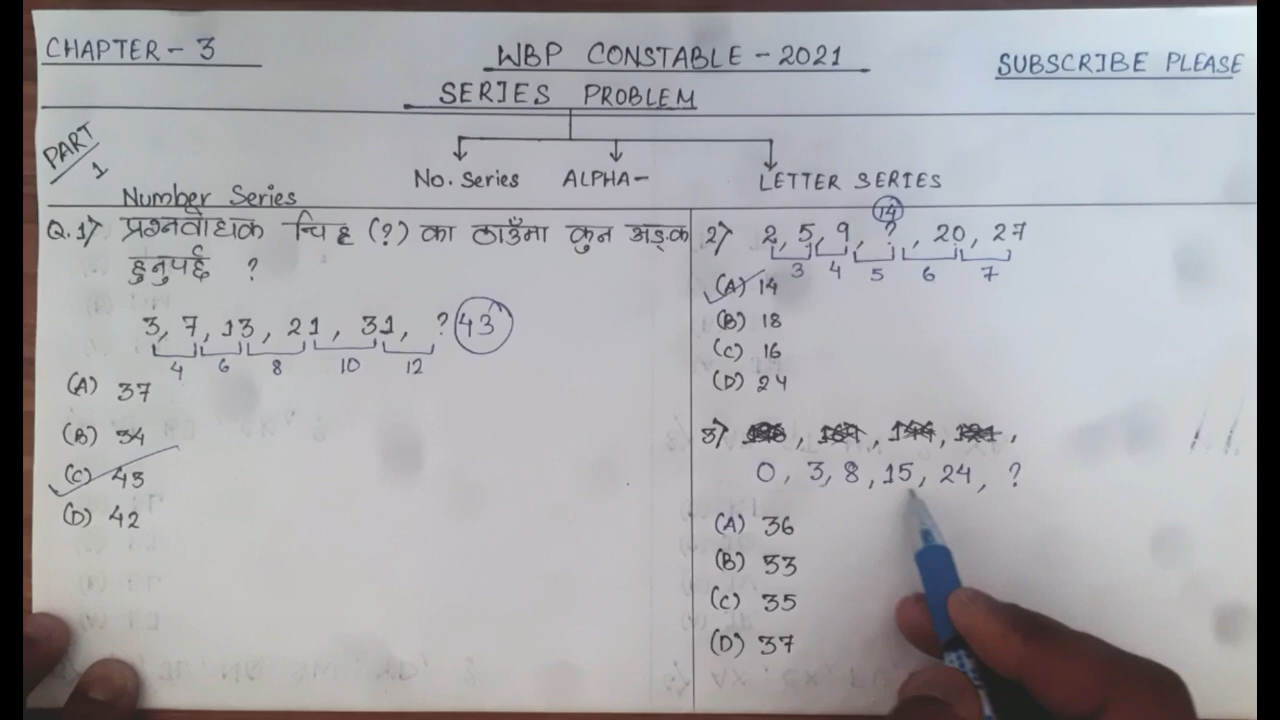 CHAPTER - 3
WBP CONSTABLE - 2021
SUBSCRIBE PLEASE
SERIES PROBLEM
PART 1
No. Series ALPHA- LETTER SERIES
Number Series
Q.1) प्रश्नवोधक चिह्न (?) का ठाउँमा कुन अङ्क
हुनुपर्छ ?
3, 7, 13, 21, 31, ? 43
4 6 8 10 12
(A) 37
(B) 34
(C) 43
(D) 42
14
2) 2, 5, 9, ?, 20, 27
3 4 5 6 7
(A) 14
(B) 18
(C) 16
(D) 24
3)
0, 3, 8, 15, 24, ?
(A) 36
(B) 33
(C) 35
(D) 37